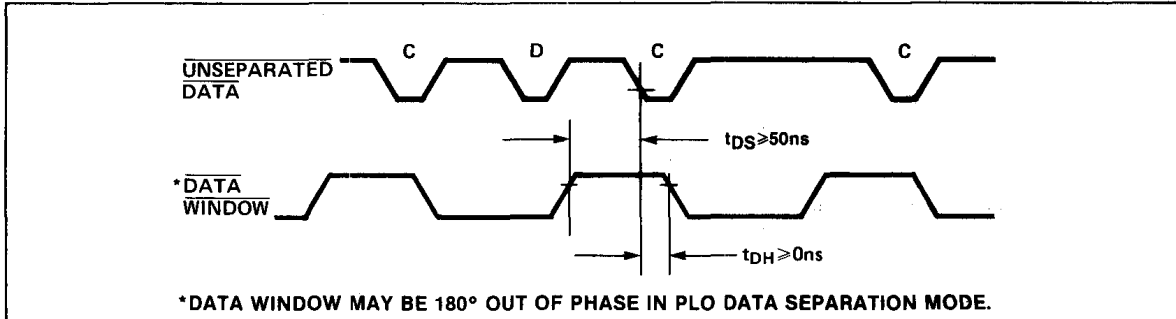 C D C C
UNSEPARATED
DATA
tDS≥50ns
*DATA
WINDOW
tDH≥0ns
*DATA WINDOW MAY BE 180° OUT OF PHASE IN PLO DATA SEPARATION MODE.